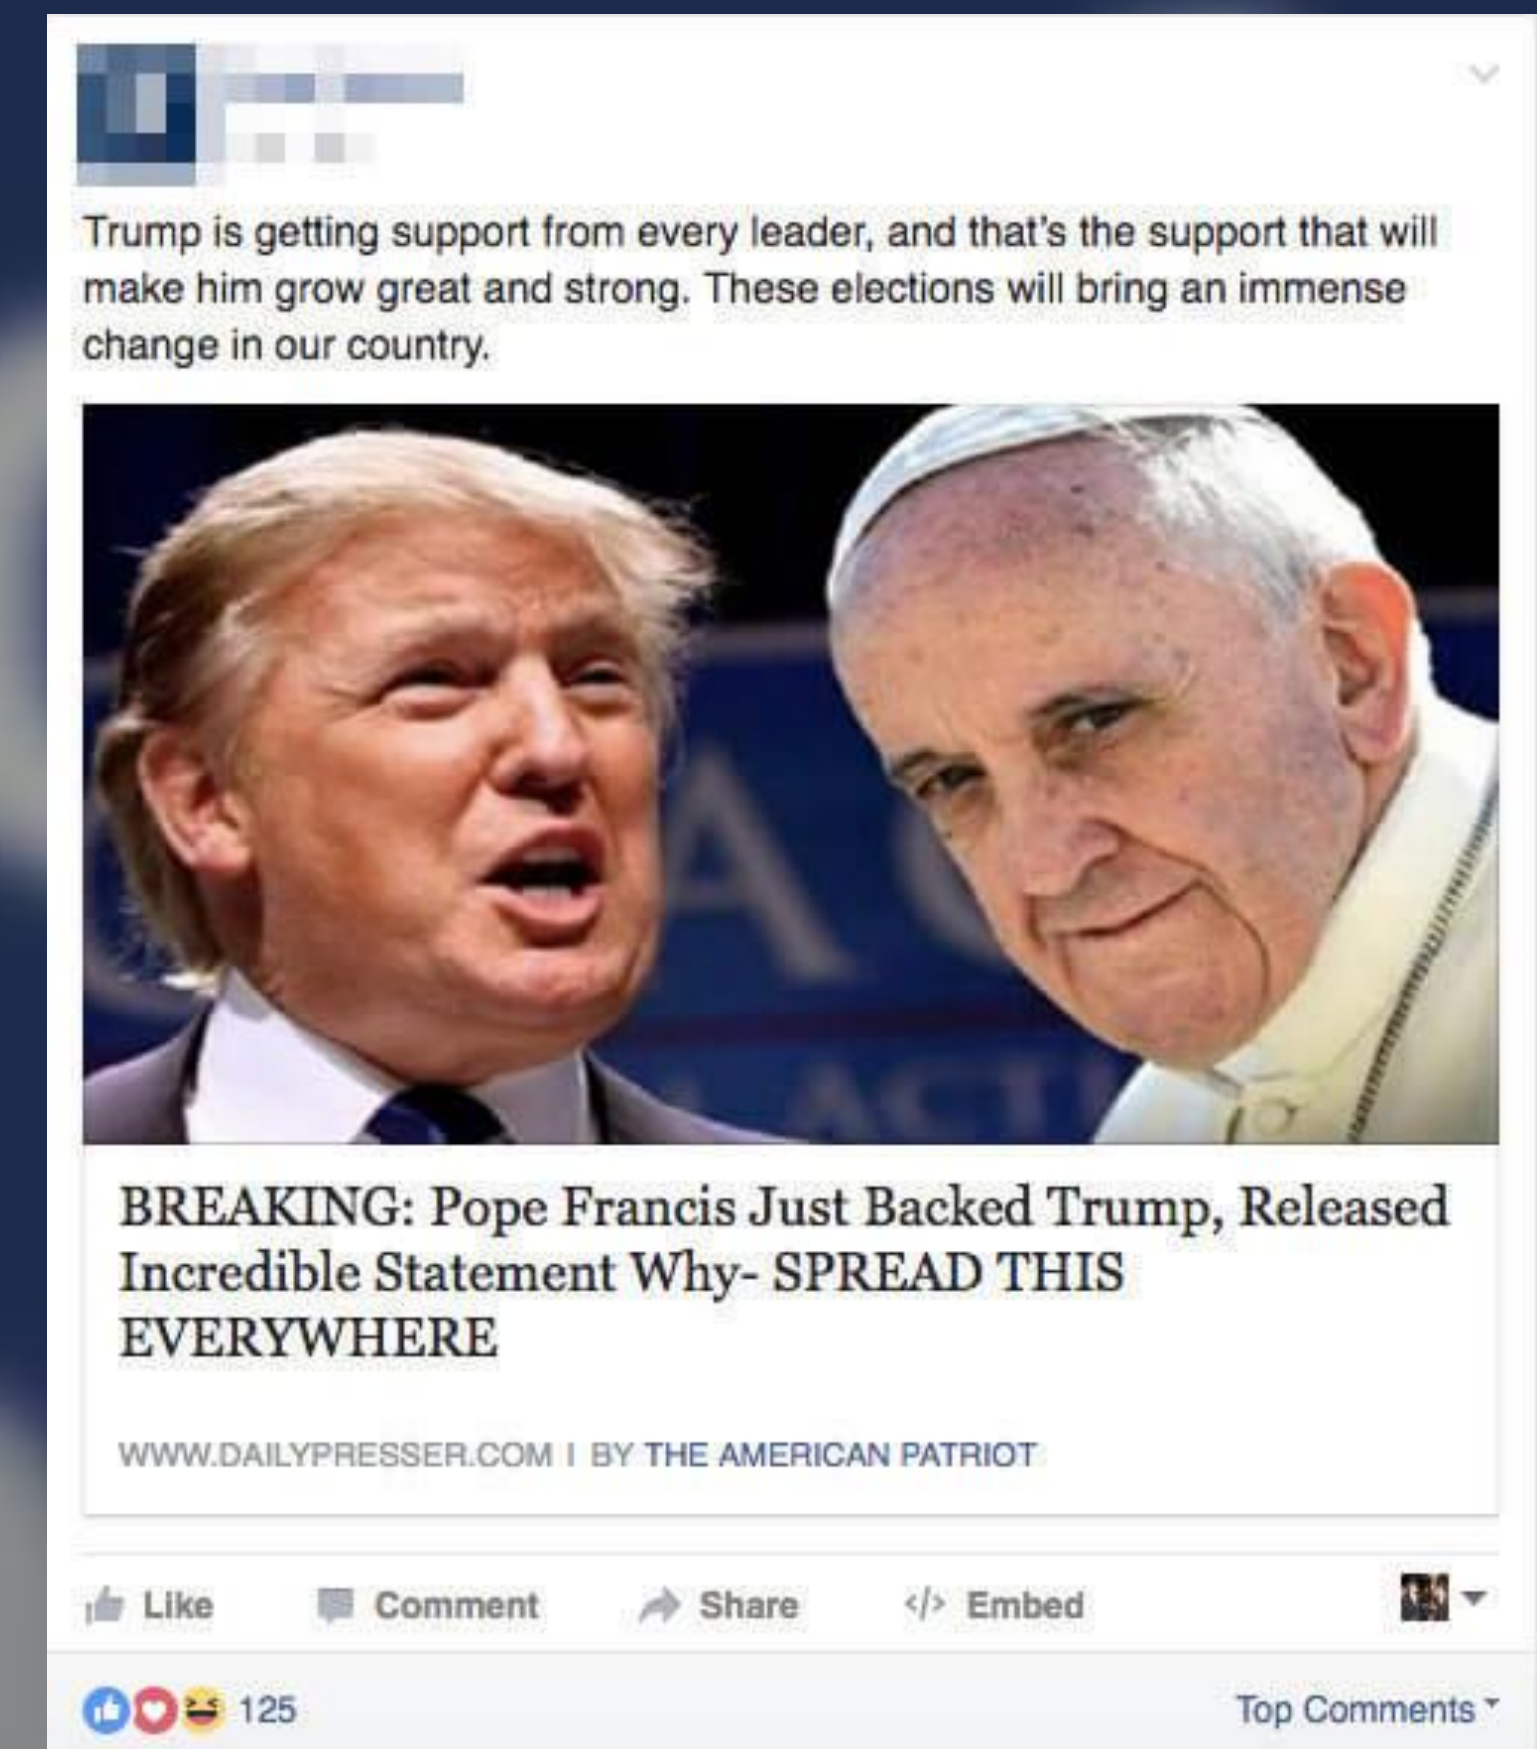 Trump is getting support from every leader, and that's the support that will
make him grow great and strong. These elections will bring an immense
change in our country.
A C
ACTI
BREAKING: Pope Francis Just Backed Trump, Released
Incredible Statement Why- SPREAD THIS
EVERYWHERE
WWW.DAILYPRESSER.COM I BY THE AMERICAN PATRIOT
Like Comment Share </> Embed
125 Top Comments